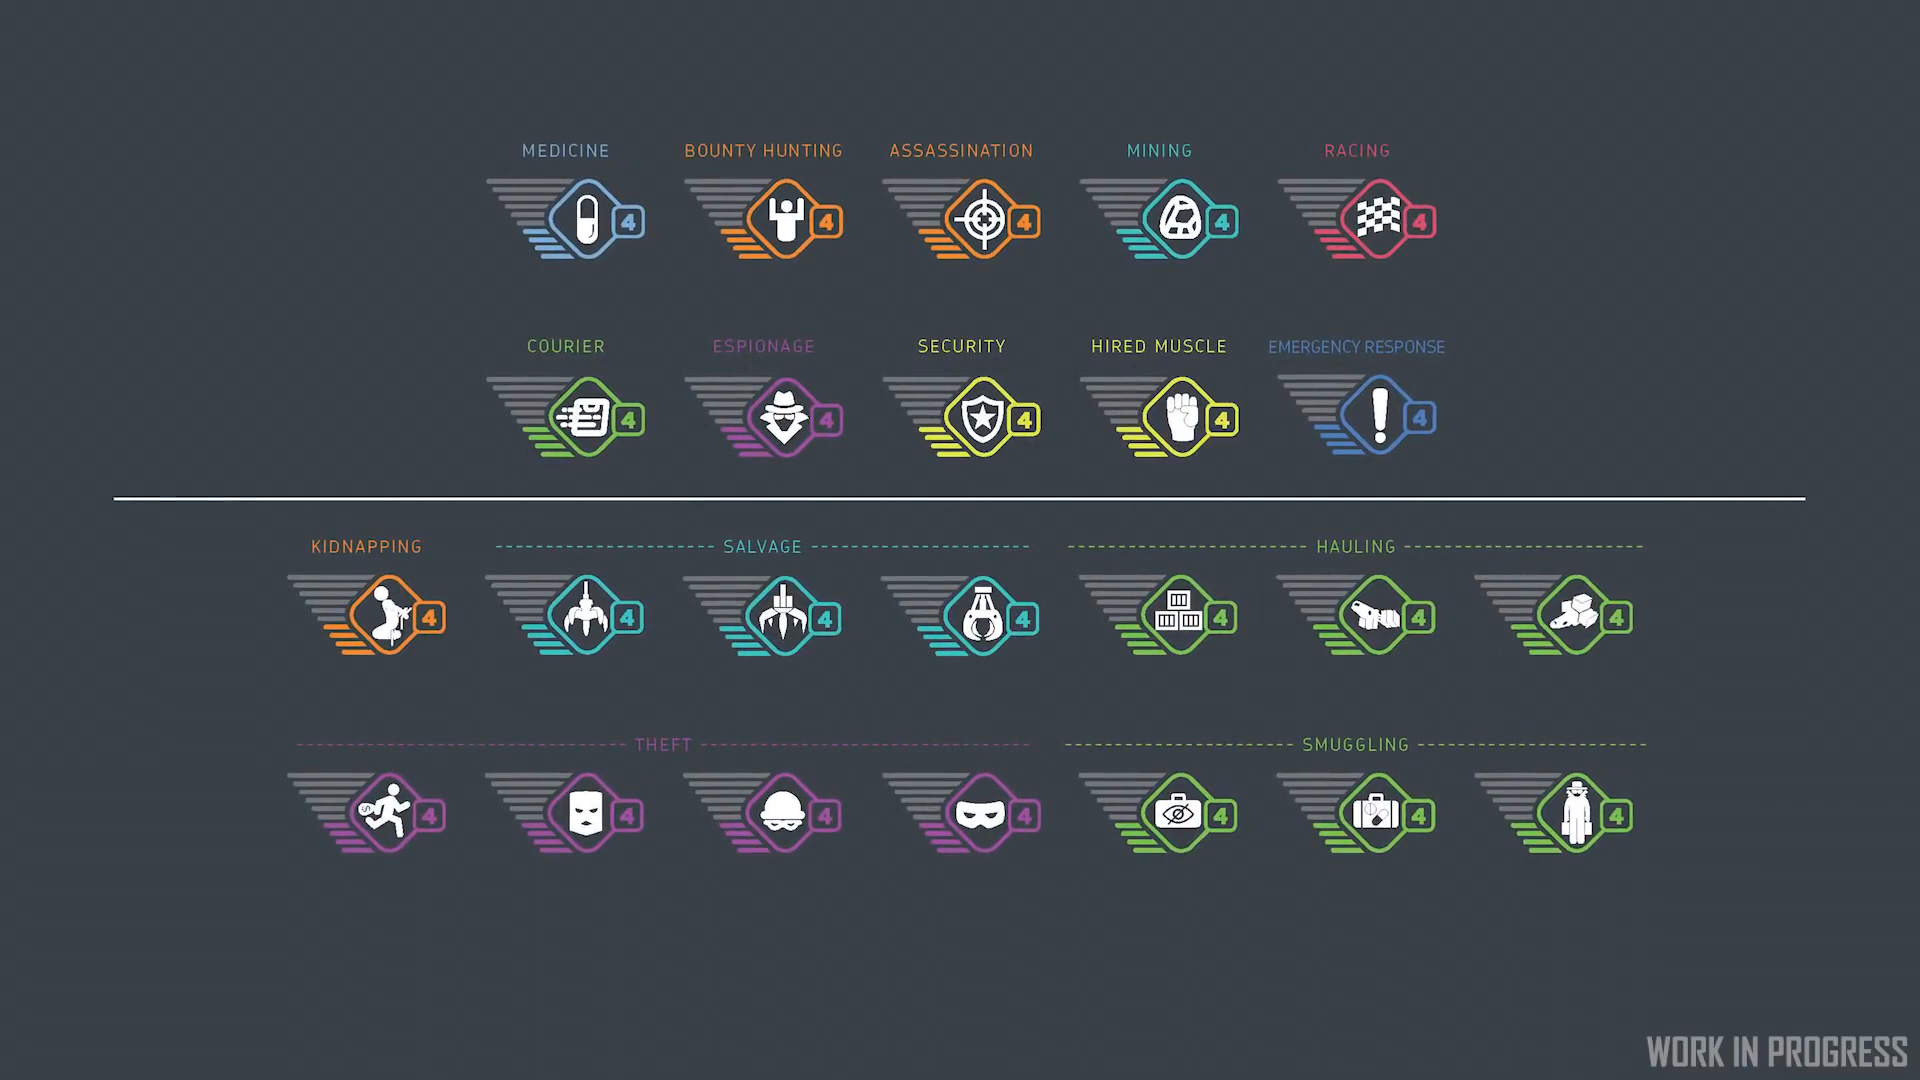 MEDICINE BOUNTY HUNTING ASSASSINATION MINING RACING
4 4 4 4 4
COURIER ESPIONAGE SECURITY HIRED MUSCLE EMERGENCY RESPONSE
4 4 4 4 4
KIDNAPPING SALVAGE HAULING
4 4 4 4 4 4 4
THEFT SMUGGLING
$ 4 4 4 4 4 4 4
WORK IN PROGRESS